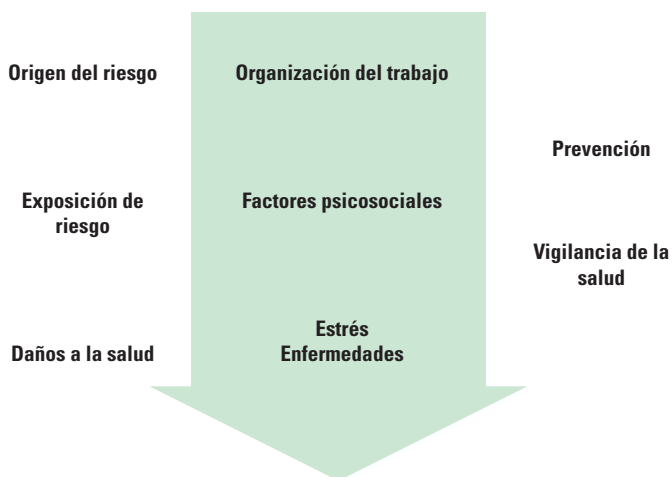 Origen del riesgo
Organización del trabajo
Prevención
Exposición de
riesgo
Factores psicosociales
Vigilancia de la
salud
Daños a la salud
Estrés
Enfermedades